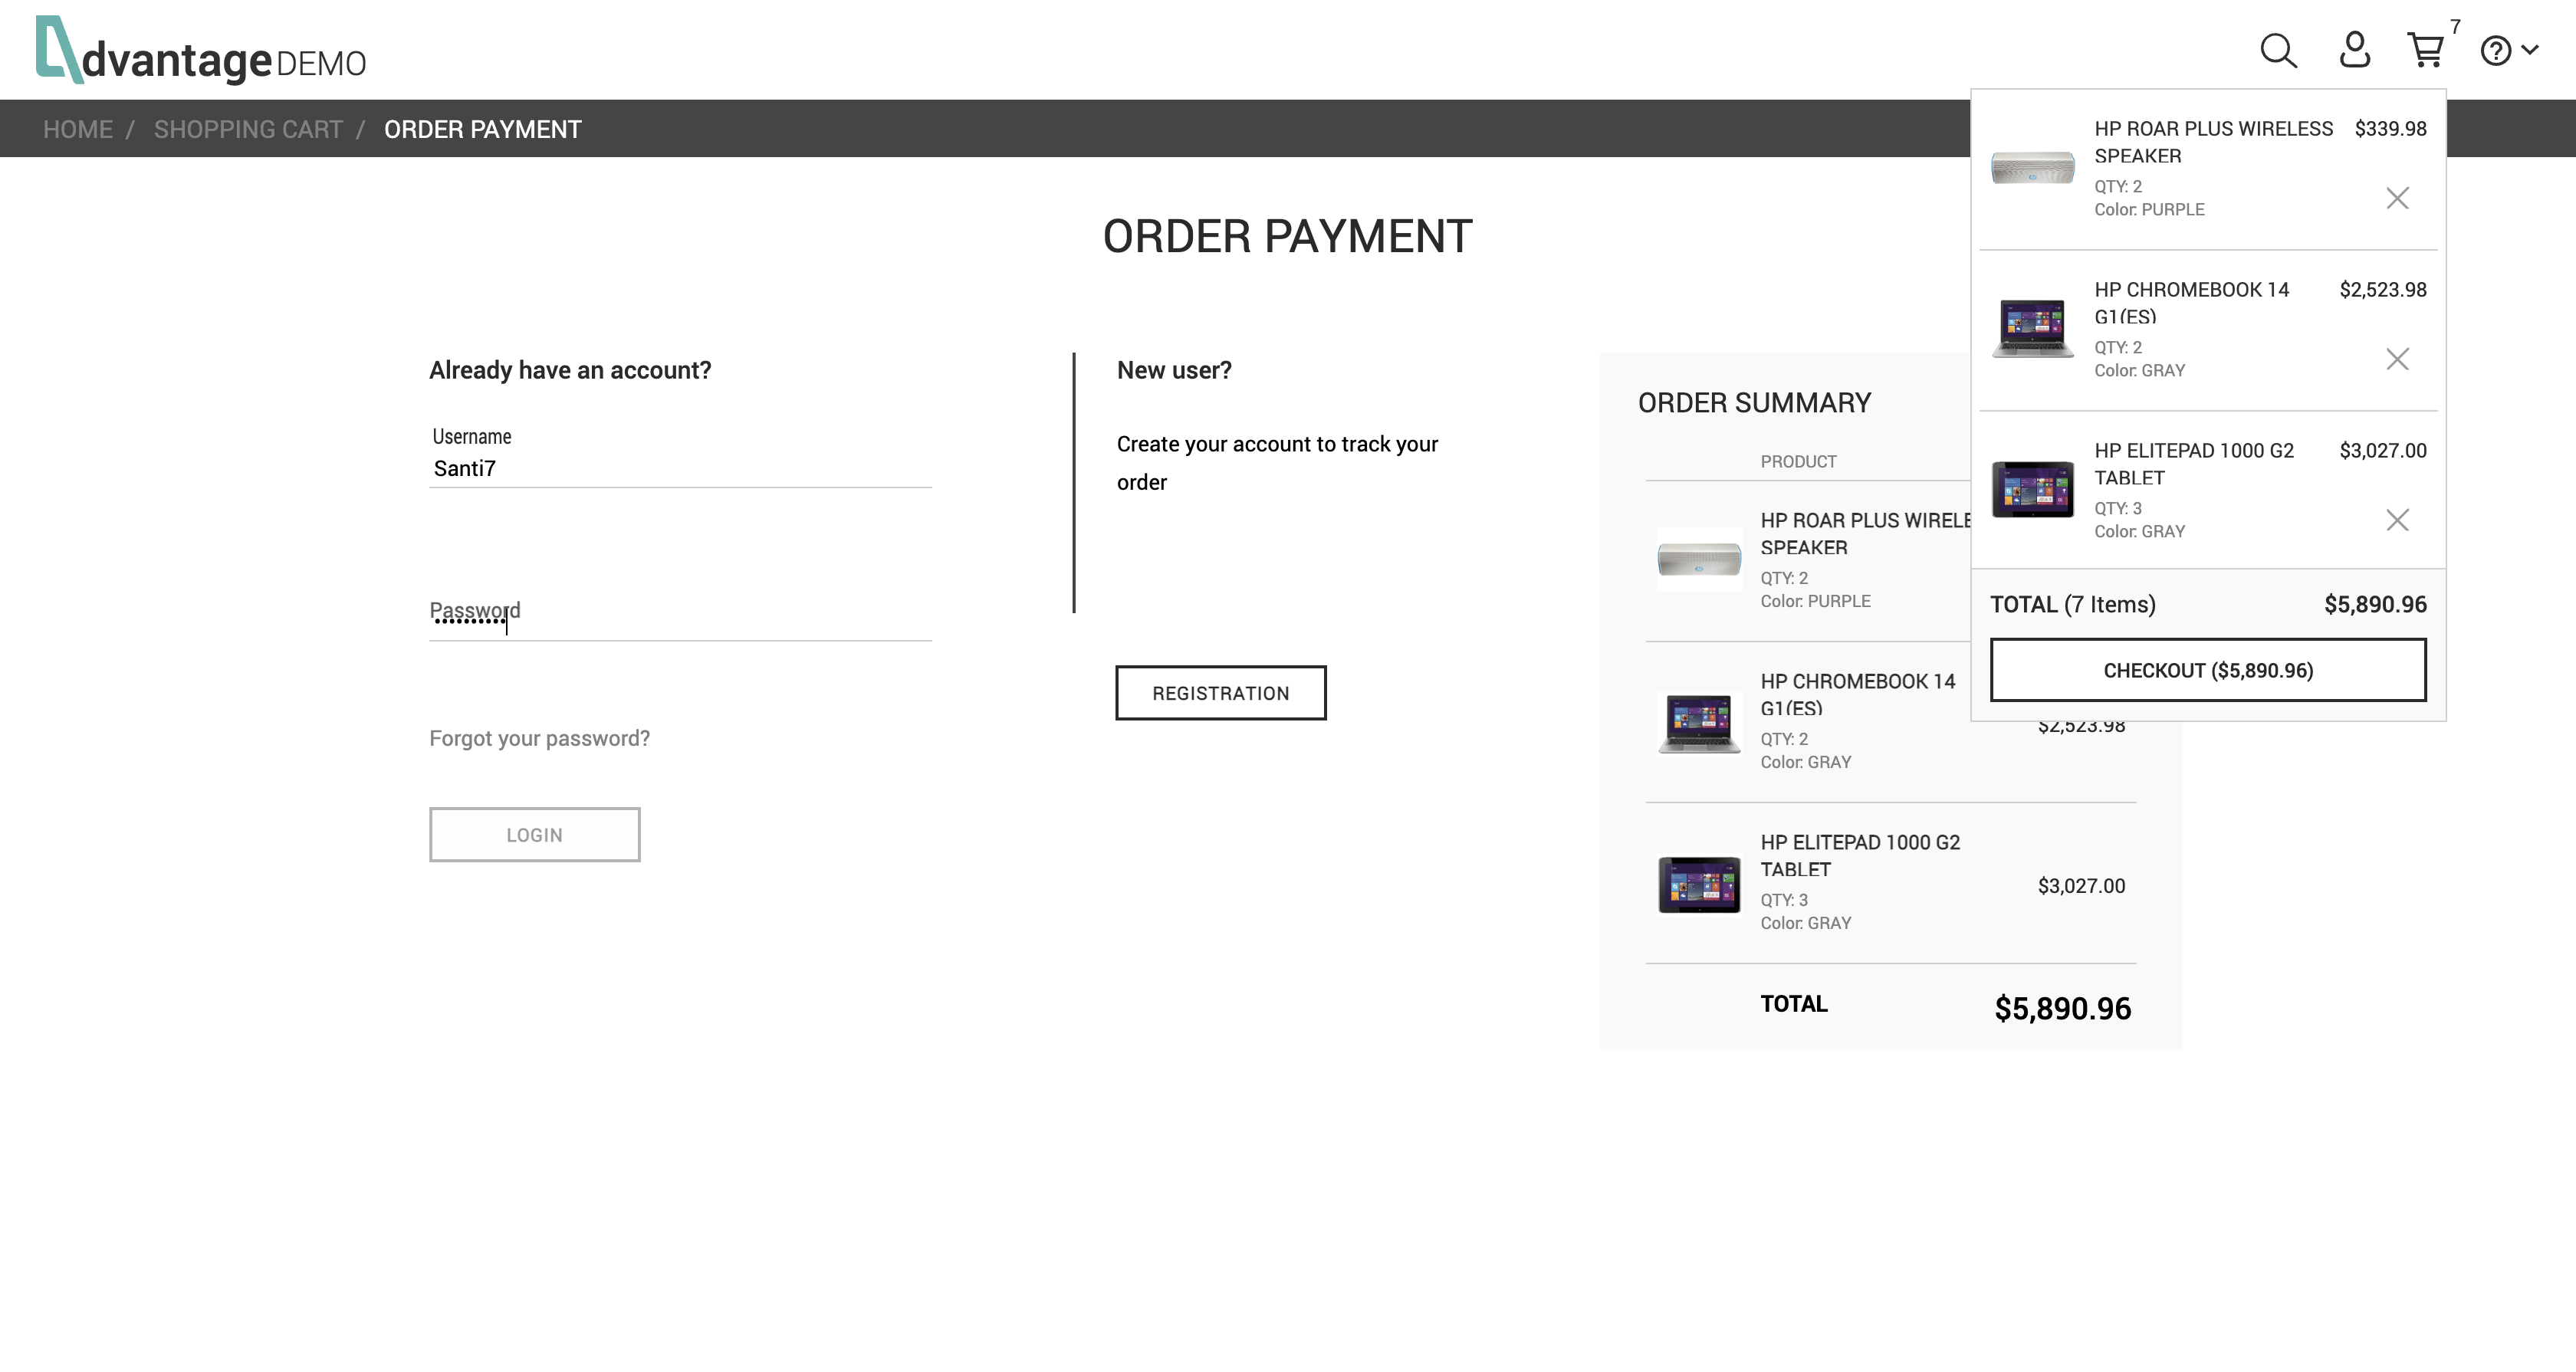 dvantage DEMO
7
HOME / SHOPPING CART / ORDER PAYMENT
ORDER PAYMENT
Already have an account?
Username
Santi7
Password
Forgot your password?
LOGIN
New user?
Create your account to track your
order
REGISTRATION
ORDER SUMMARY
PRODUCT
HP ROAR PLUS WIRELE
SPEAKER
QTY: 2
Color: PURPLE
HP CHROMEBOOK 14
G1(ES)
QTY: 2
Color: GRAY
$2,523.98
HP ELITEPAD 1000 G2
TABLET
QTY: 3
Color: GRAY
$3,027.00
TOTAL $5,890.96
HP ROAR PLUS WIRELESS $339.98
SPEAKER
QTY: 2
Color: PURPLE
HP CHROMEBOOK 14 $2,523.98
G1(ES)
QTY: 2
Color: GRAY
HP ELITEPAD 1000 G2 $3,027.00
TABLET
QTY: 3
Color: GRAY
TOTAL (7 Items) $5,890.96
CHECKOUT ($5,890.96)